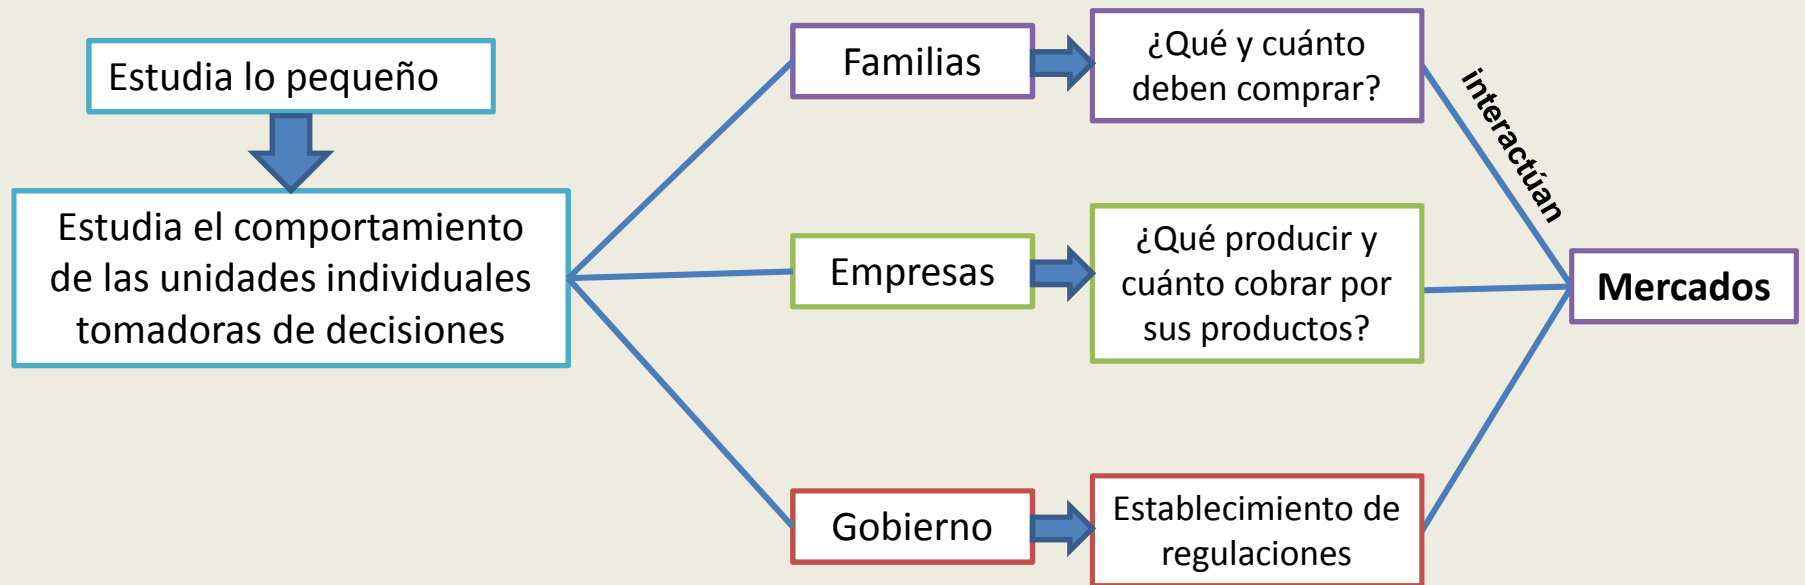 Estudia lo pequeño
Estudia el comportamiento
de las unidades individuales
tomadoras de decisiones
Familias
¿Qué y cuánto
deben comprar?
interactúan
Empresas
¿Qué producir y
cuánto cobrar por
sus productos?
Mercados
Gobierno
Establecimiento de
regulaciones